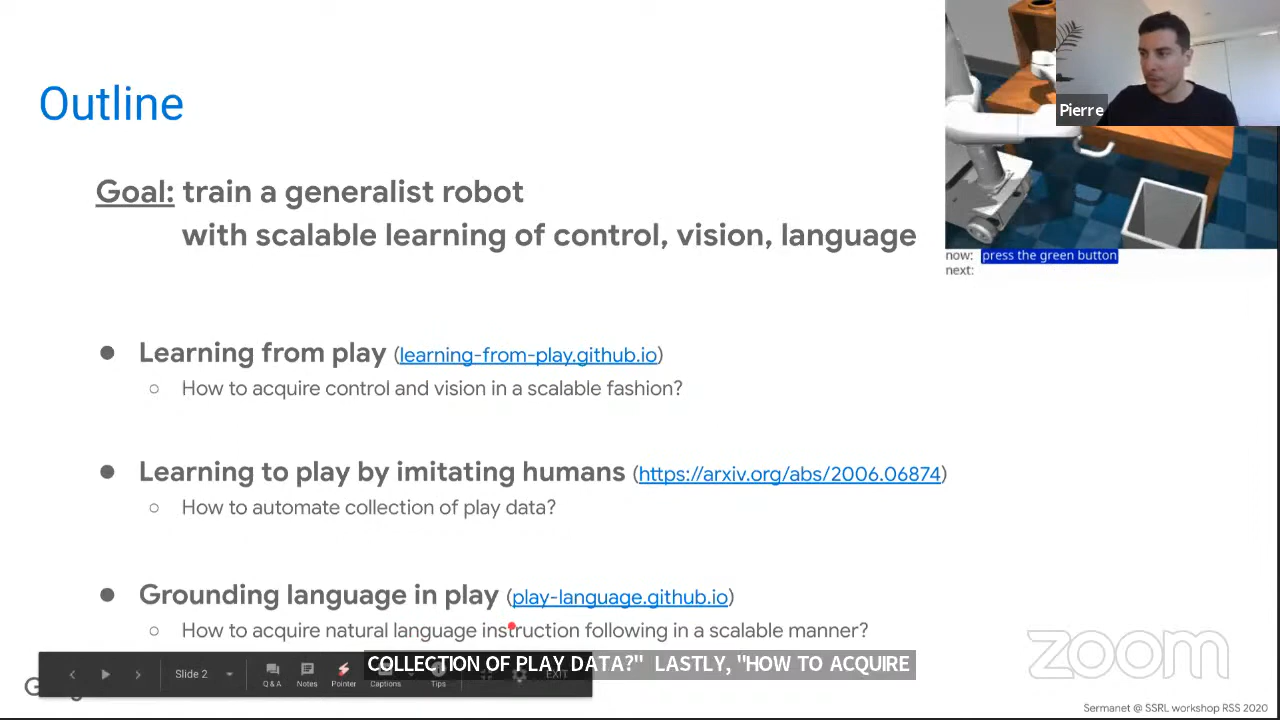 Outline
Pierre
Goal: train a generalist robot
with scalable learning of control, vision, language
now: press the green button
next:
● Learning from play (learning-from-play.github.io)
○ How to acquire control and vision in a scalable fashion?
● Learning to play by imitating humans (https://arxiv.org/abs/2006.06874)
○ How to automate collection of play data?
● Grounding language in play (play-language.github.io)
○ How to acquire natural language instruction following in a scalable manner?
COLLECTION OF PLAY DATA?" LASTLY, "HOW TO ACQUIRE
Slide 2
Q & A
Notes
Pointer
Captions
Tips
EXIT
zoom
Sermanet @ SSRL workshop RSS 2020